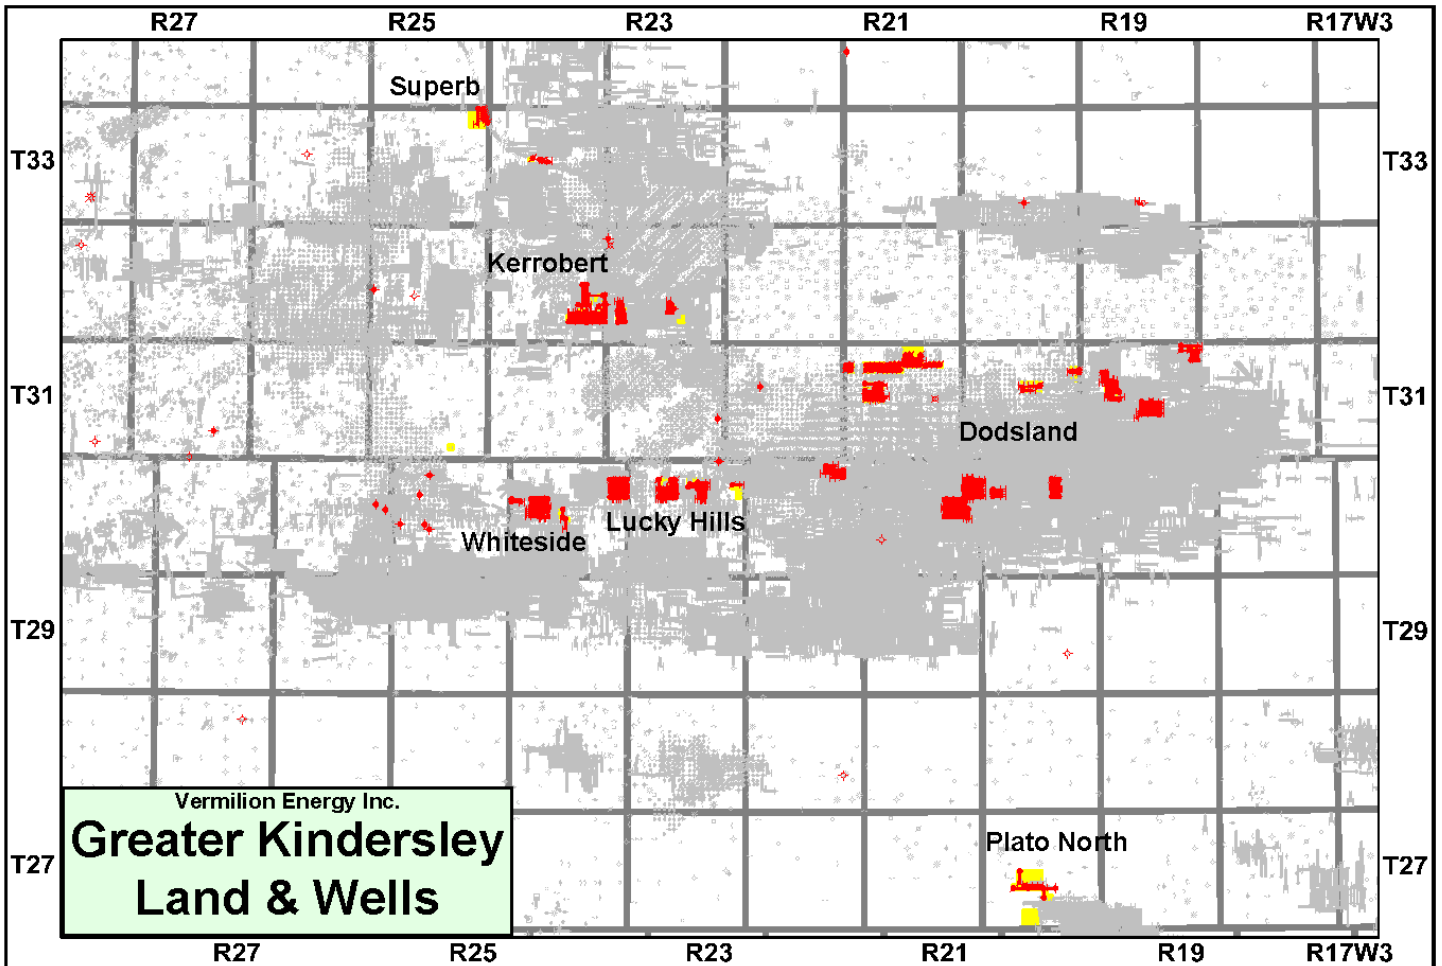 R27 R25 R23 R21 R19 R17W3
Superb
T33 T33
Kerrobert
T31 T31
Dodsland
Lucky Hills
Whiteside
T29 T29
Vermilion Energy Inc.
Greater Kindersley
Land & Wells
Plato North
T27 T27
R27 R25 R23 R21 R19 R17W3